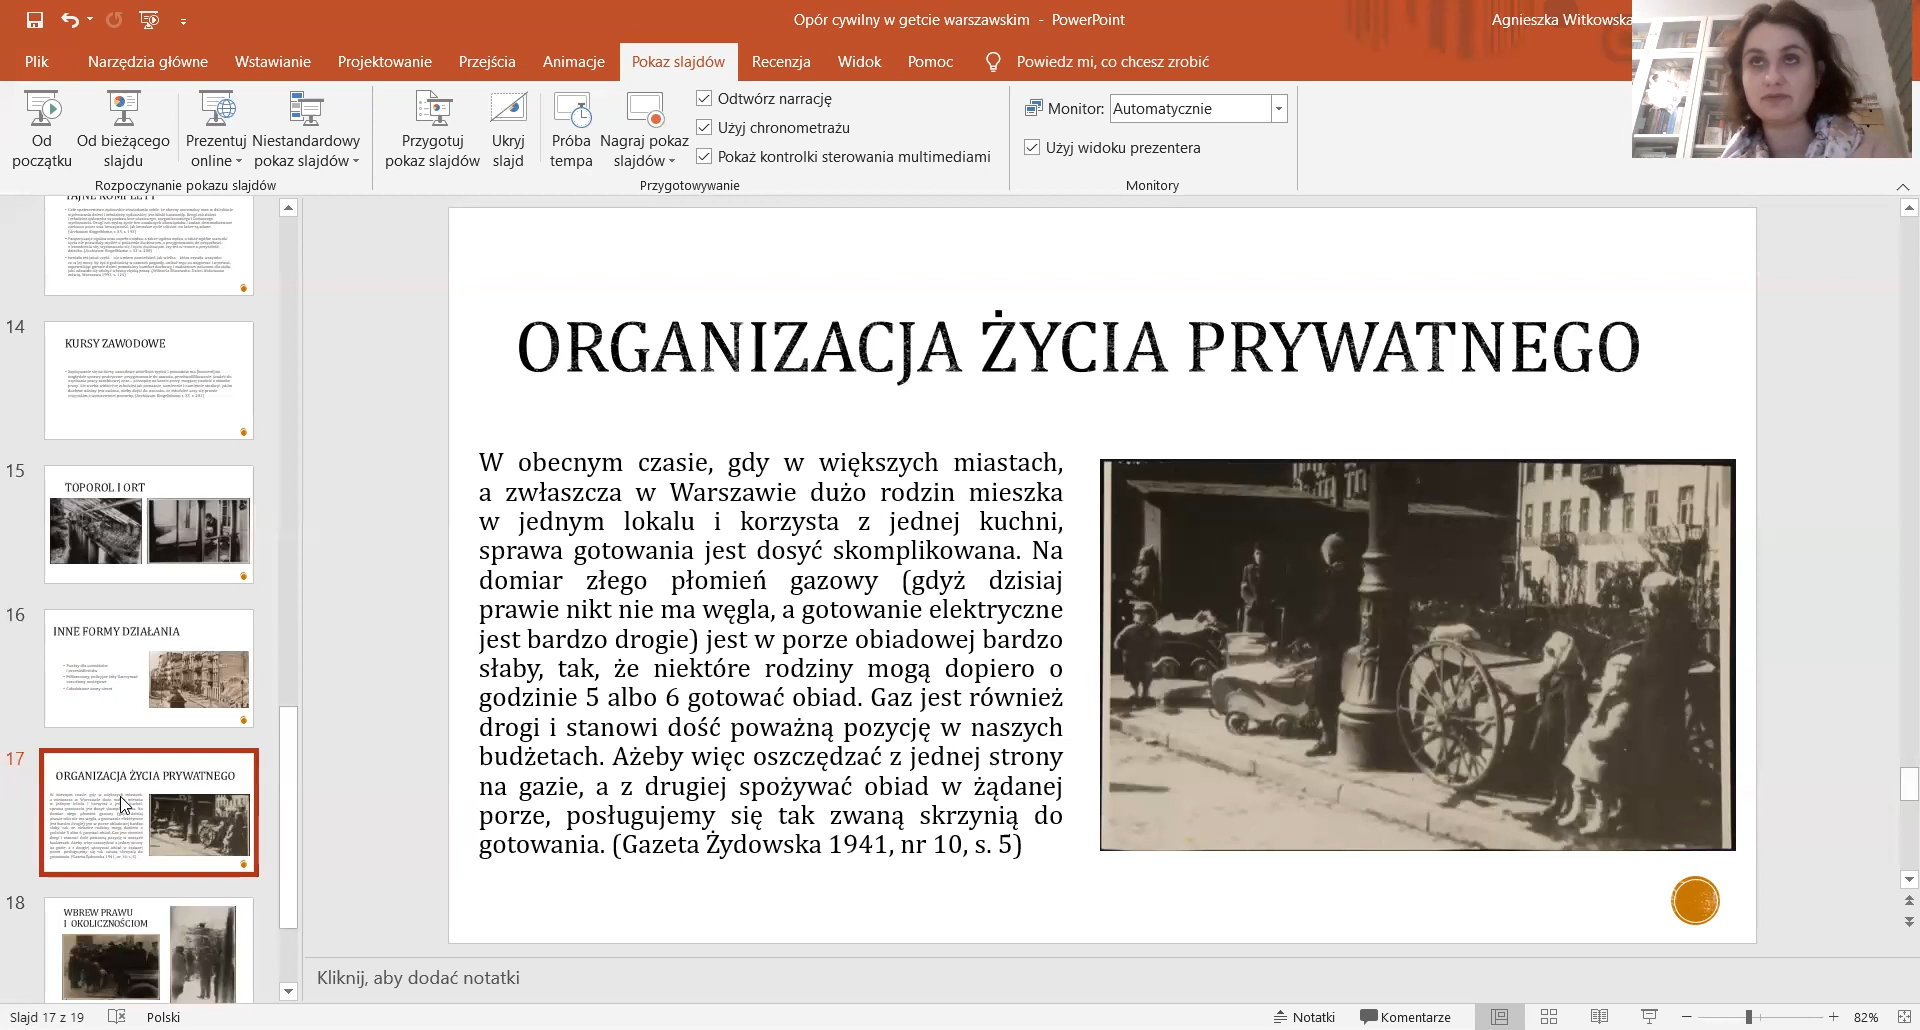 Opór cywilny w getcie warszawskim - PowerPoint
Agnieszka Witkowska
Plik Narzędzia główne Wstawianie Projektowanie Przejścia Animacje Pokaz slajdów Recenzja Widok Pomoc Powiedz mi, co chcesz zrobić
Od początku
Od bieżącego slajdu
Prezentuj online
Niestandardowy pokaz slajdów
Rozpoczynanie pokazu slajdów
Przygotuj pokaz slajdów
Ukryj slajd
Próba tempa
Nagraj pokaz slajdów
Odtwórz narrację
Użyj chronometrażu
Pokaż kontrolki sterowania multimediami
Przygotowywanie
Monitor: Automatycznie
Użyj widoku prezentera
Monitory
TAJNE KOMPLETY
14
KURSY ZAWODOWE
15
TOPOROL I ORT
16
INNE FORMY DZIAŁANIA
17
ORGANIZACJA ŻYCIA PRYWATNEGO
18
WBREW PRAWU
I OKOLICZNOŚCIOM
ORGANIZACJA ŻYCIA PRYWATNEGO
W obecnym czasie, gdy w większych miastach,
a zwłaszcza w Warszawie dużo rodzin mieszka
w jednym lokalu i korzysta z jednej kuchni,
sprawa gotowania jest dosyć skomplikowana. Na
domiar złego płomień gazowy (gdyż dzisiaj
prawie nikt nie ma węgla, a gotowanie elektryczne
jest bardzo drogie) jest w porze obiadowej bardzo
słaby, tak, że niektóre rodziny mogą dopiero o
godzinie 5 albo 6 gotować obiad. Gaz jest również
drogi i stanowi dość poważną pozycję w naszych
budżetach. Ażeby więc oszczędzać z jednej strony
na gazie, a z drugiej spożywać obiad w żądanej
porze, posługujemy się tak zwaną skrzynią do
gotowania. (Gazeta Żydowska 1941, nr 10, s. 5)
Kliknij, aby dodać notatki
Slajd 17 z 19 Polski Notatki Komentarze 82%